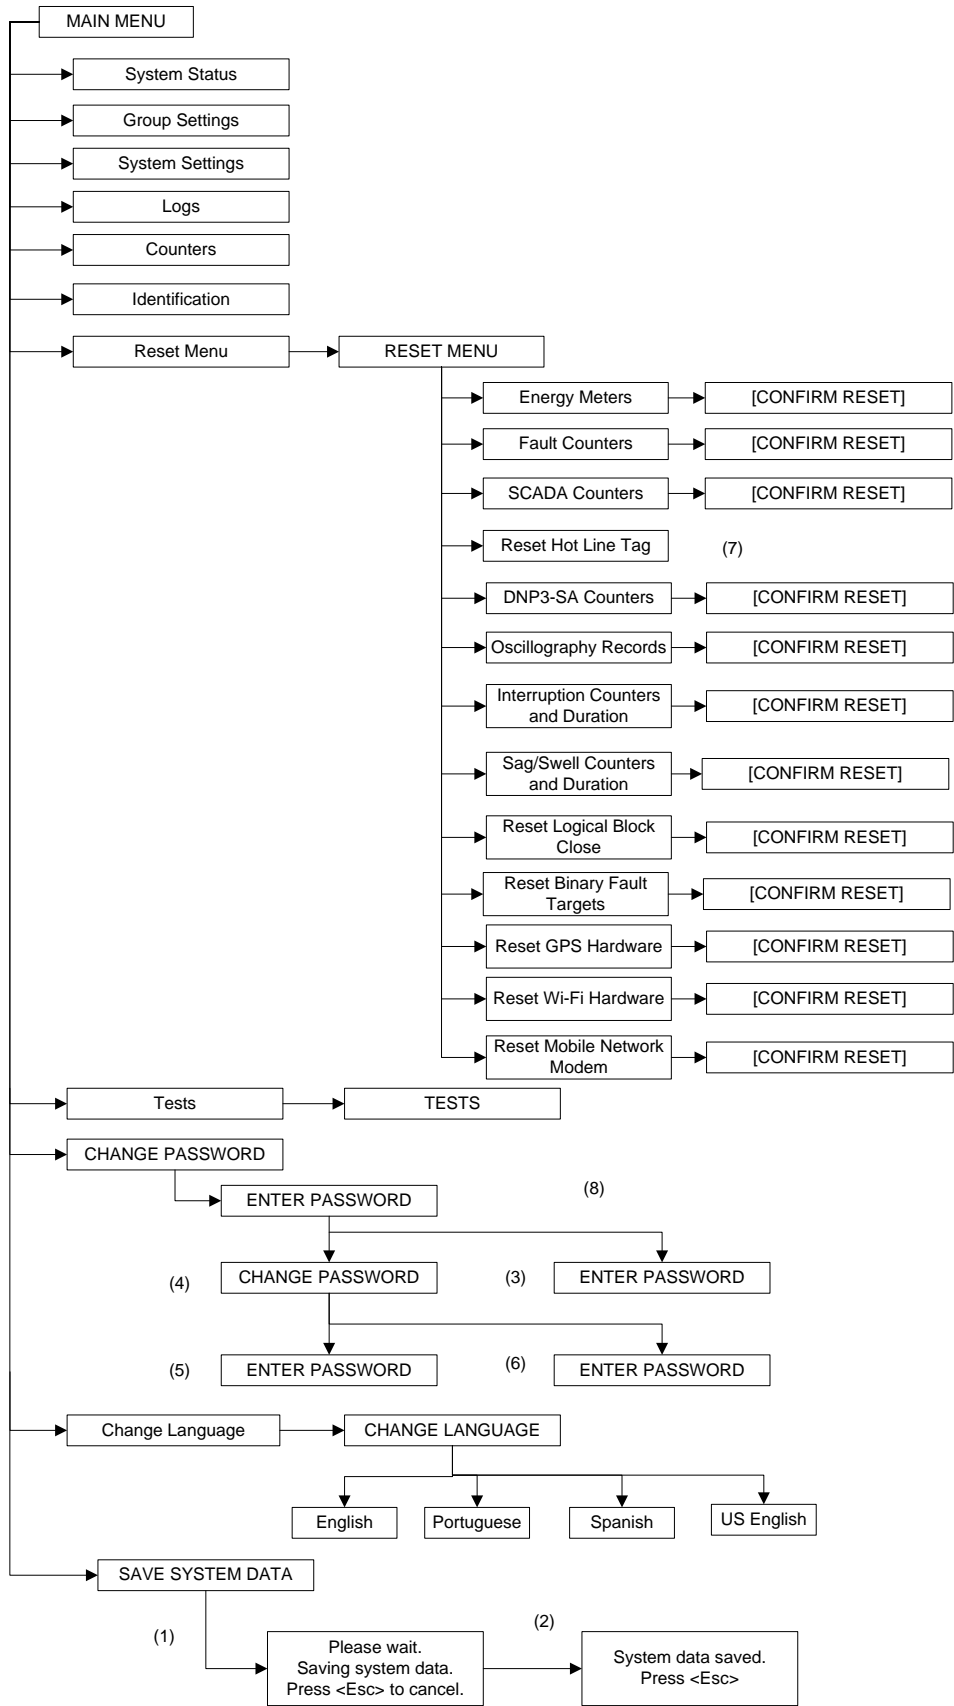 MAIN MENU
System Status
Group Settings
System Settings
Logs
Counters
Identification
Reset Menu
RESET MENU
Energy Meters
[CONFIRM RESET]
Fault Counters
[CONFIRM RESET]
SCADA Counters
[CONFIRM RESET]
Reset Hot Line Tag
(7)
DNP3-SA Counters
[CONFIRM RESET]
Oscillography Records
[CONFIRM RESET]
Interruption Counters
and Duration
[CONFIRM RESET]
Sag/Swell Counters
and Duration
[CONFIRM RESET]
Reset Logical Block
Close
[CONFIRM RESET]
Reset Binary Fault
Targets
[CONFIRM RESET]
Reset GPS Hardware
[CONFIRM RESET]
Reset Wi-Fi Hardware
[CONFIRM RESET]
Reset Mobile Network
Modem
[CONFIRM RESET]
Tests
TESTS
CHANGE PASSWORD
ENTER PASSWORD
(8)
(4)
CHANGE PASSWORD
(3)
ENTER PASSWORD
(5)
ENTER PASSWORD
(6)
ENTER PASSWORD
Change Language
CHANGE LANGUAGE
English
Portuguese
Spanish
US English
SAVE SYSTEM DATA
(1)
Please wait.
Saving system data.
Press <Esc> to cancel.
(2)
System data saved.
Press <Esc>